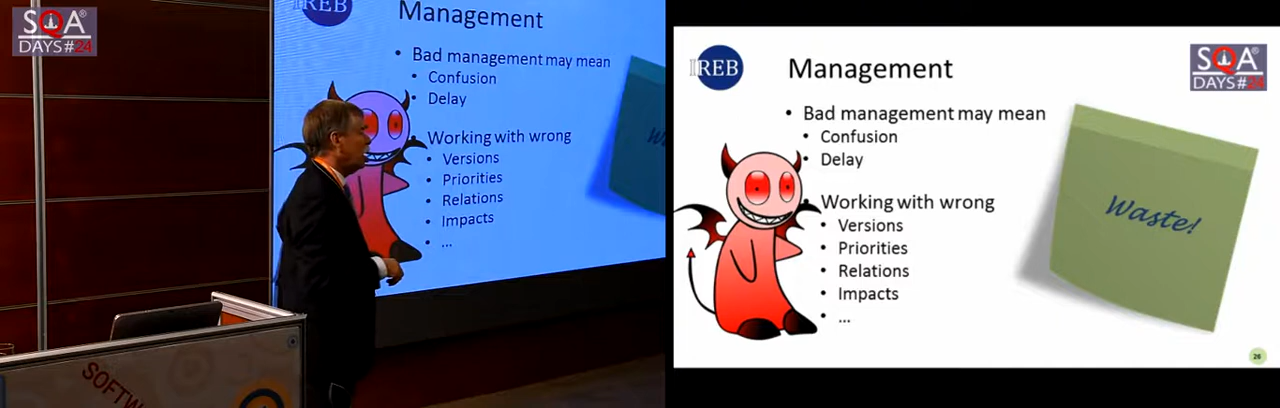 SQA®
DAYS#24
IREB
Management
• Bad management may mean
• Confusion
• Delay
• Working with wrong
• Versions
• Priorities
• Relations
• Impacts
• ...
SOFTW
IREB
Management
SQA®
DAYS#24
• Bad management may mean
• Confusion
• Delay
• Working with wrong
• Versions
• Priorities
• Relations
• Impacts
• ...
Waste!
26